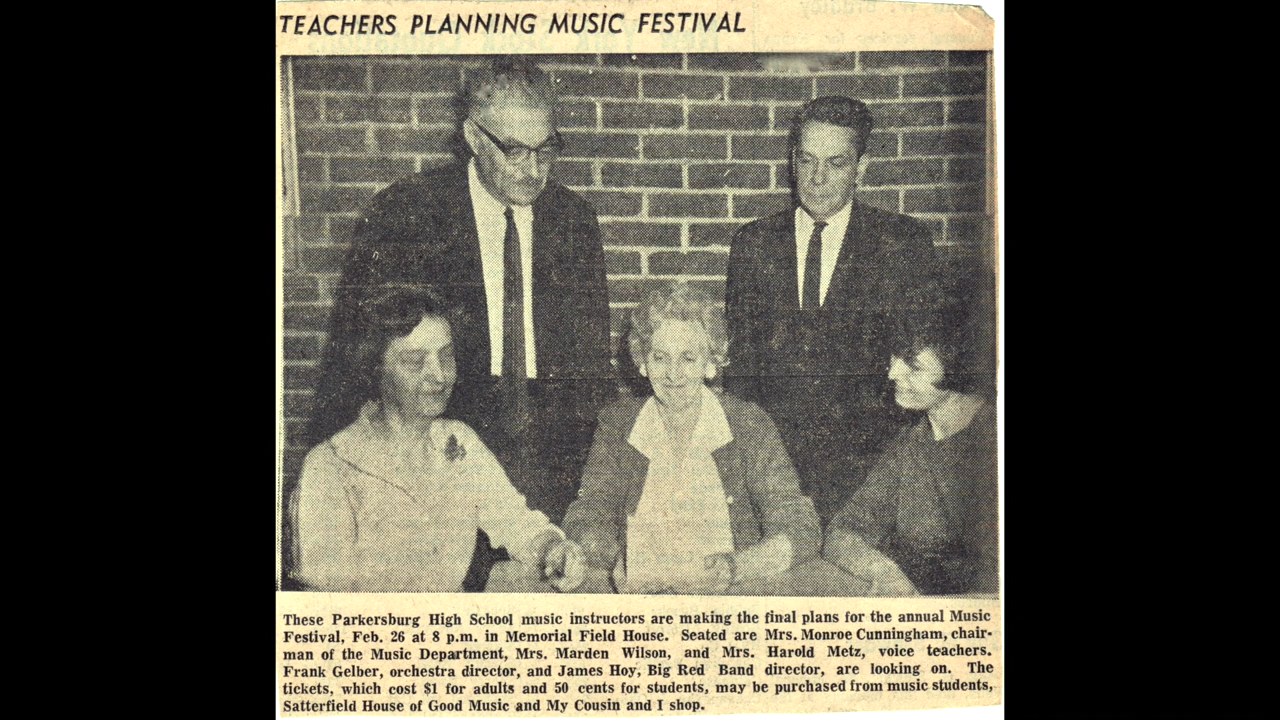 TEACHERS PLANNING MUSIC FESTIVAL
These Parkersburg High School music instructors are making the final plans for the annual Music
Festival, Feb. 26 at 8 p.m. in Memorial Field House. Seated are Mrs. Monroe Cunningham, chair-
man of the Music Department, Mrs. Marden Wilson, and Mrs. Harold Metz, voice teachers.
Frank Gelber, orchestra director, and James Hoy, Big Red Band director, are looking on. The
tickets, which cost $1 for adults and 50 cents for students, may be purchased from music students,
Satterfield House of Good Music and My Cousin and I shop.